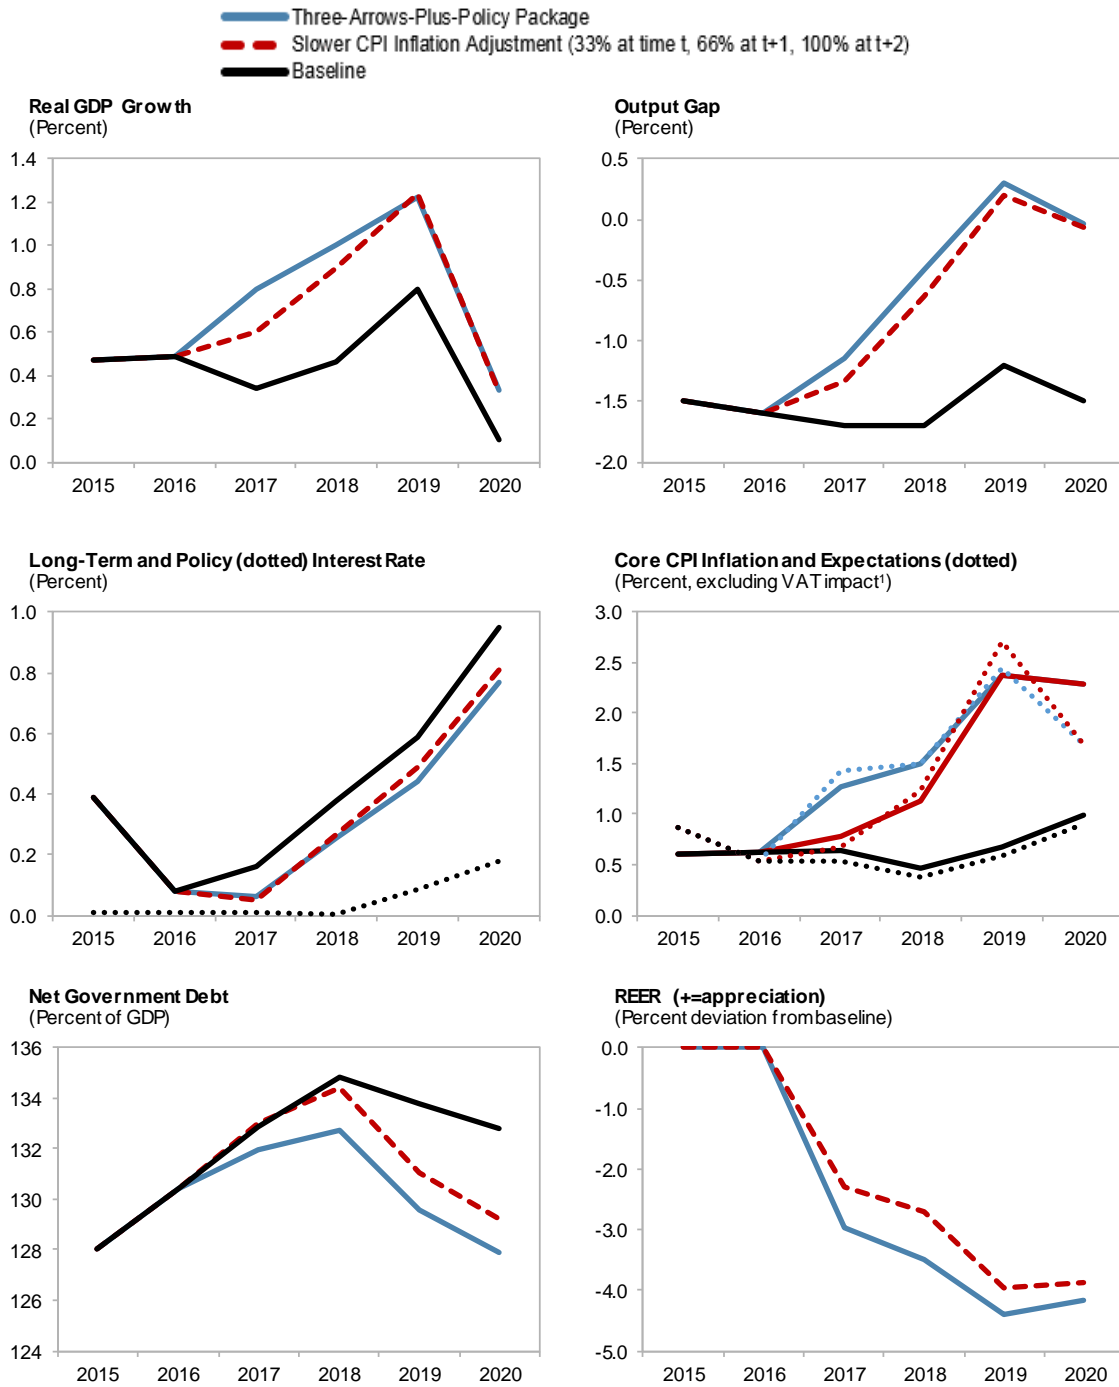 Three-Arrows-Plus-Policy Package
Slower CPI Inflation Adjustment (33% at time t, 66% at t+1, 100% at t+2)
Baseline
Real GDP Growth
(Percent)
1.4
1.2
1.0
0.8
0.6
0.4
0.2
0.0
2015 2016 2017 2018 2019 2020
Output Gap
(Percent)
0.5
0.0
-0.5
-1.0
-1.5
-2.0
2015 2016 2017 2018 2019 2020
Long-Term and Policy (dotted) Interest Rate
(Percent)
1.0
0.8
0.6
0.4
0.2
0.0
2015 2016 2017 2018 2019 2020
Core CPI Inflation and Expectations (dotted)
(Percent, excluding VAT impact¹)
3.0
2.5
2.0
1.5
1.0
0.5
0.0
2015 2016 2017 2018 2019 2020
Net Government Debt
(Percent of GDP)
136
134
132
130
128
126
124
2015 2016 2017 2018 2019 2020
REER (+=appreciation)
(Percent deviation from baseline)
0.0
-1.0
-2.0
-3.0
-4.0
-5.0
2015 2016 2017 2018 2019 2020